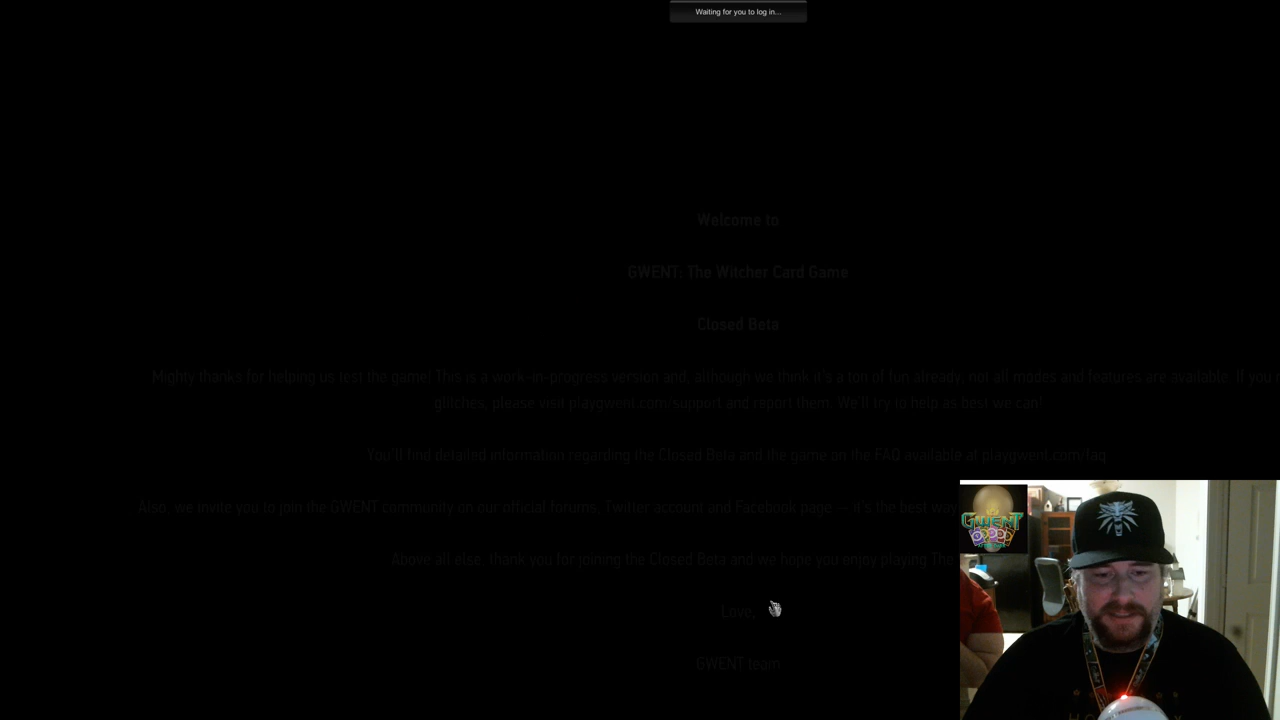 Waiting for you to log in...
Welcome to
GWENT: The Witcher Card Game
Closed Beta
Mighty thanks for helping us test the game! This is a work-in-progress version and, although we think it's a ton of fun already, not all modes and features are available. If you
glitches, please visit playgwent.com/support and report them. We'll try to help as best we can!
You'll find detailed information regarding the Closed Beta and the game on the FAQ available at playgwent.com/faq
Also, we invite you to join the GWENT community on our official forums, Twitter account and Facebook page – it's the best way
Above all else, thank you for joining the Closed Beta and we hope you enjoy playing The
Love,
GWENT team
GWENT